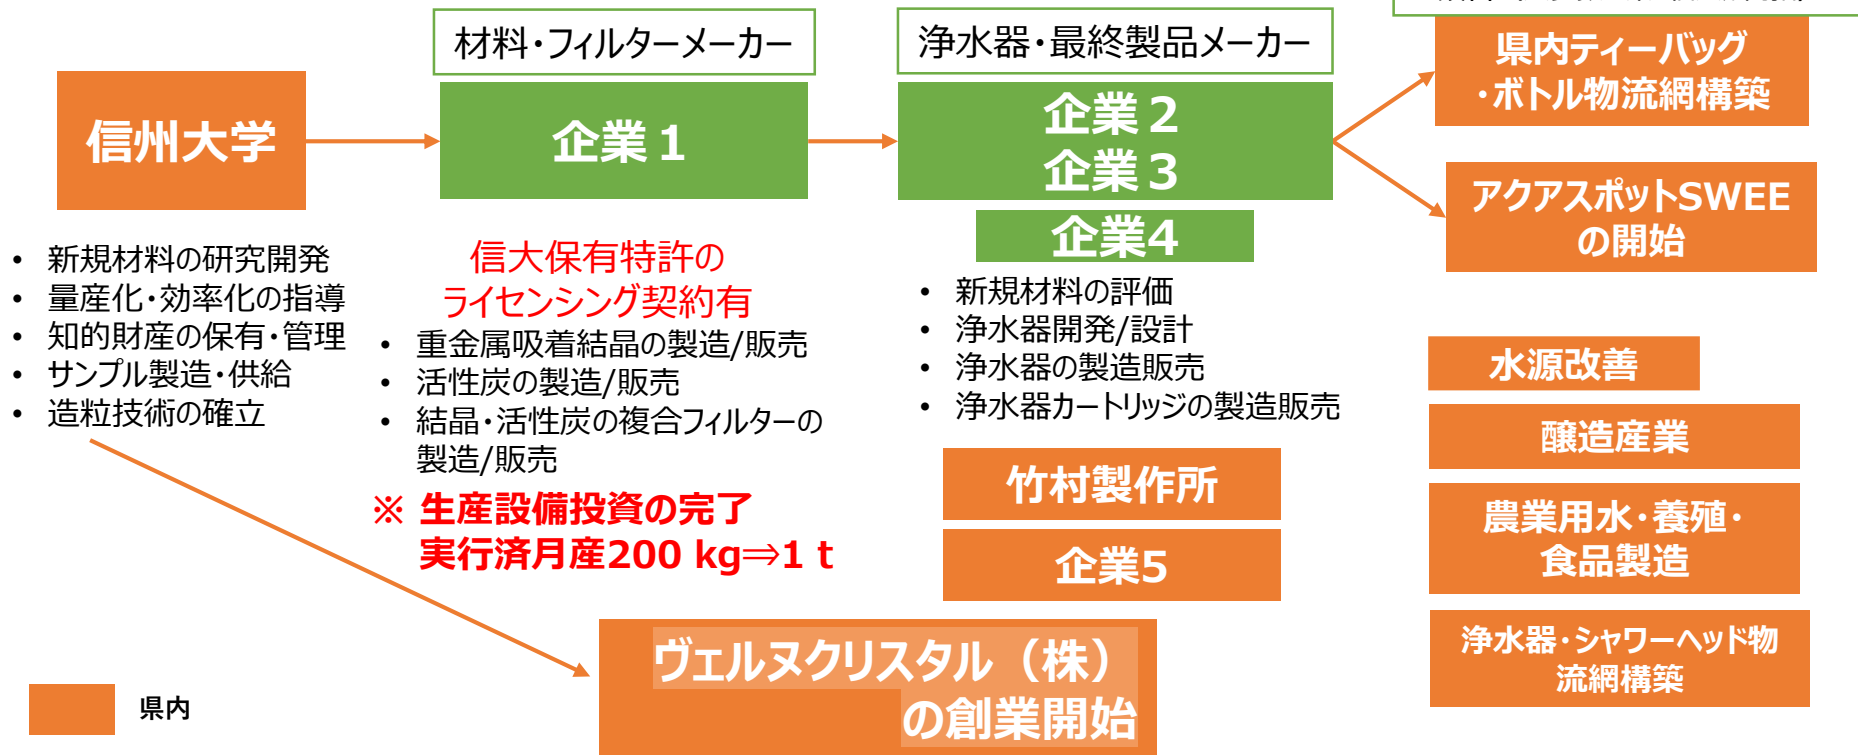 材料・フィルターメーカー
浄水器・最終製品メーカー
信州大学
企業１
企業２
企業３
企業4
県内ティーバッグ
・ボトル物流網構築
アクアスポットSWEE
の開始
• 新規材料の研究開発
• 量産化・効率化の指導
• 知的財産の保有・管理
• サンプル製造・供給
• 造粒技術の確立
信大保有特許の
ライセンシング契約有
• 重金属吸着結晶の製造/販売
• 活性炭の製造/販売
• 結晶・活性炭の複合フィルターの
製造/販売
※ 生産設備投資の完了
実行済月産200 kg⇒1 t
• 新規材料の評価
• 浄水器開発/設計
• 浄水器の製造販売
• 浄水器カートリッジの製造販売
竹村製作所
企業5
水源改善
醸造産業
農業用水・養殖・
食品製造
浄水器・シャワーヘッド物
流網構築
ヴェルヌクリスタル（株）
の創業開始
県内